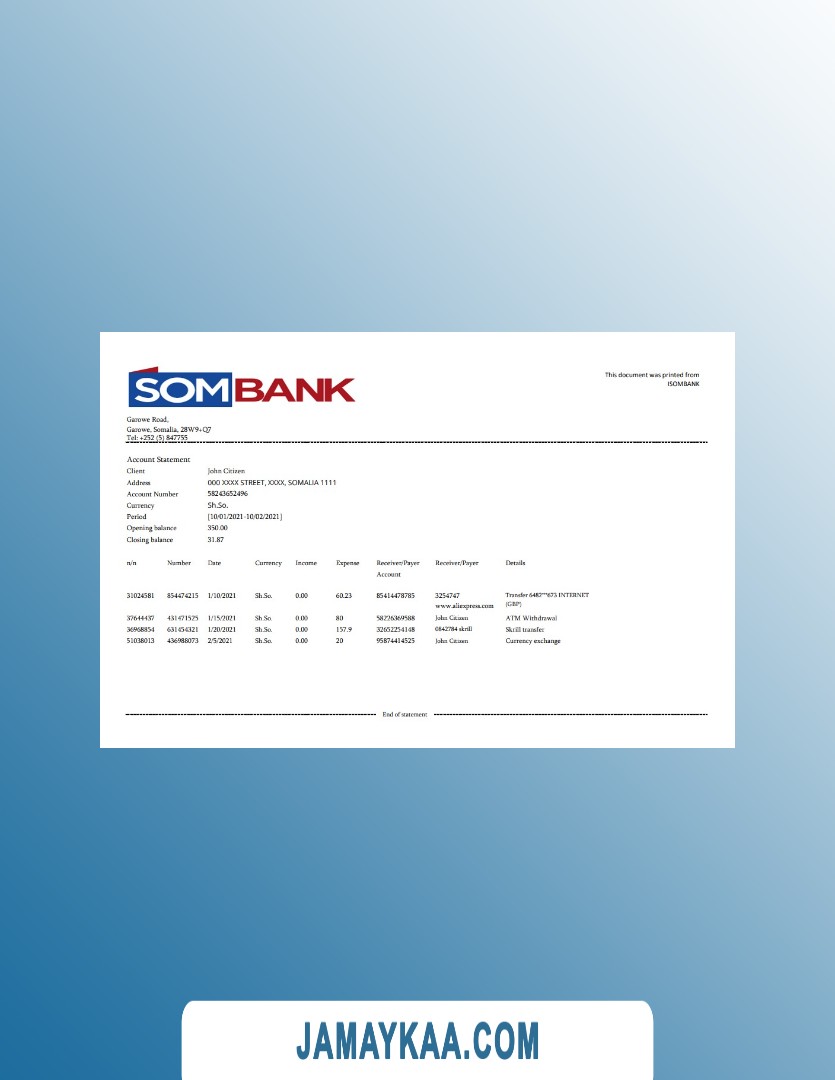 SOMBANK
This document was printed from
ISOMBANK
Garowe Road,
Garowe, Somalia, 28W9+Q7
Tel: +252 (5) 847755
Account Statement
Client John Citizen
Address 000 XXXX STREET, XXXX, SOMALIA 1111
Account Number 58243652496
Currency Sh.So.
Period [10/01/2021-10/02/2021]
Opening balance 350.00
Closing balance 31.87
n/n Number Date Currency Income Expense Receiver/Payer Receiver/Payer Details
Account
31024581 854474215 1/10/2021 Sh.So. 0.00 60.23 85414478785 3254747 Transfer 6482**673 INTERNET
www.aliexpress.com (GBP)
37644437 431471525 1/15/2021 Sh.So. 0.00 80 58226369588 John Citizen ATM Withdrawal
36968854 631454321 1/20/2021 Sh.So. 0.00 157.9 32652254148 0842784 skrill Skrill transfer
51038013 436988073 2/5/2021 Sh.So. 0.00 20 95874414525 John Citizen Currency exchange
End of statement
JAMAYKAA.COM